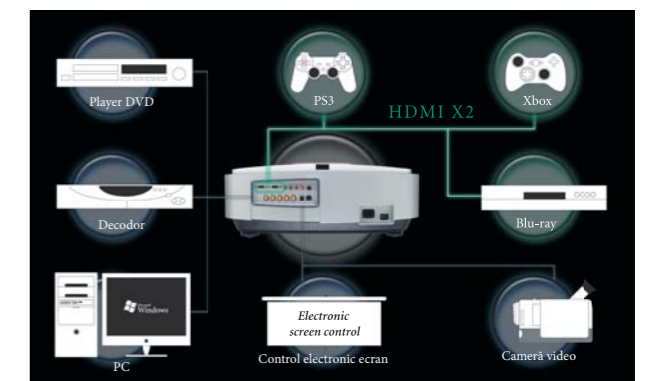 Player DVD
PS3
Xbox
HDMI X2
Decodor
Blu-ray
Microsoft
Windows
PC
Electronic
screen control
Control electronic ecran
Cameră video